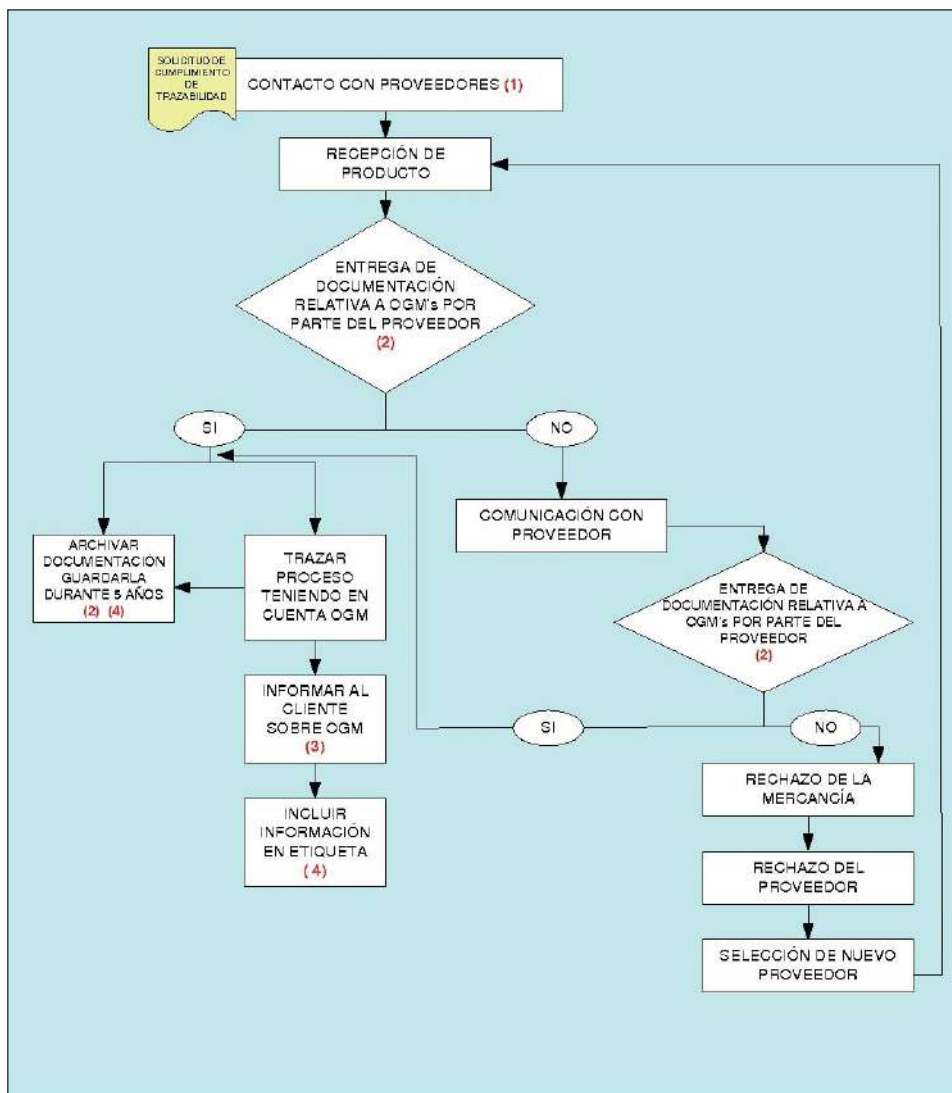 SOLICITUD DE
CUMPLIMIENTO
DE
TRAZABILIDAD
CONTACTO CON PROVEEDORES (1)
RECEPCIÓN DE
PRODUCTO
ENTREGA DE
DOCUMENTACIÓN
RELATIVA A OGM's POR
PARTE DEL PROVEEDOR
(2)
SI
NO
COMUNICACIÓN CON
PROVEEDOR
ARCHIVAR
DOCUMENTACIÓN
GUARDARLA
DURANTE 5 AÑOS
(2) (4)
TRAZAR
PROCESO
TENIENDO EN
CUENTA OGM
ENTREGA DE
DOCUMENTACIÓN RELATIVA A
OGM's POR PARTE DEL
PROVEEDOR
(2)
INFORMAR AL
CLIENTE
SOBRE OGM
(3)
SI
NO
RECHAZO DE LA
MERCANCÍA
INCLUIR
INFORMACIÓN
EN ETIQUETA
( 4)
RECHAZO DEL
PROVEEDOR
SELECCIÓN DE NUEVO
PROVEEDOR